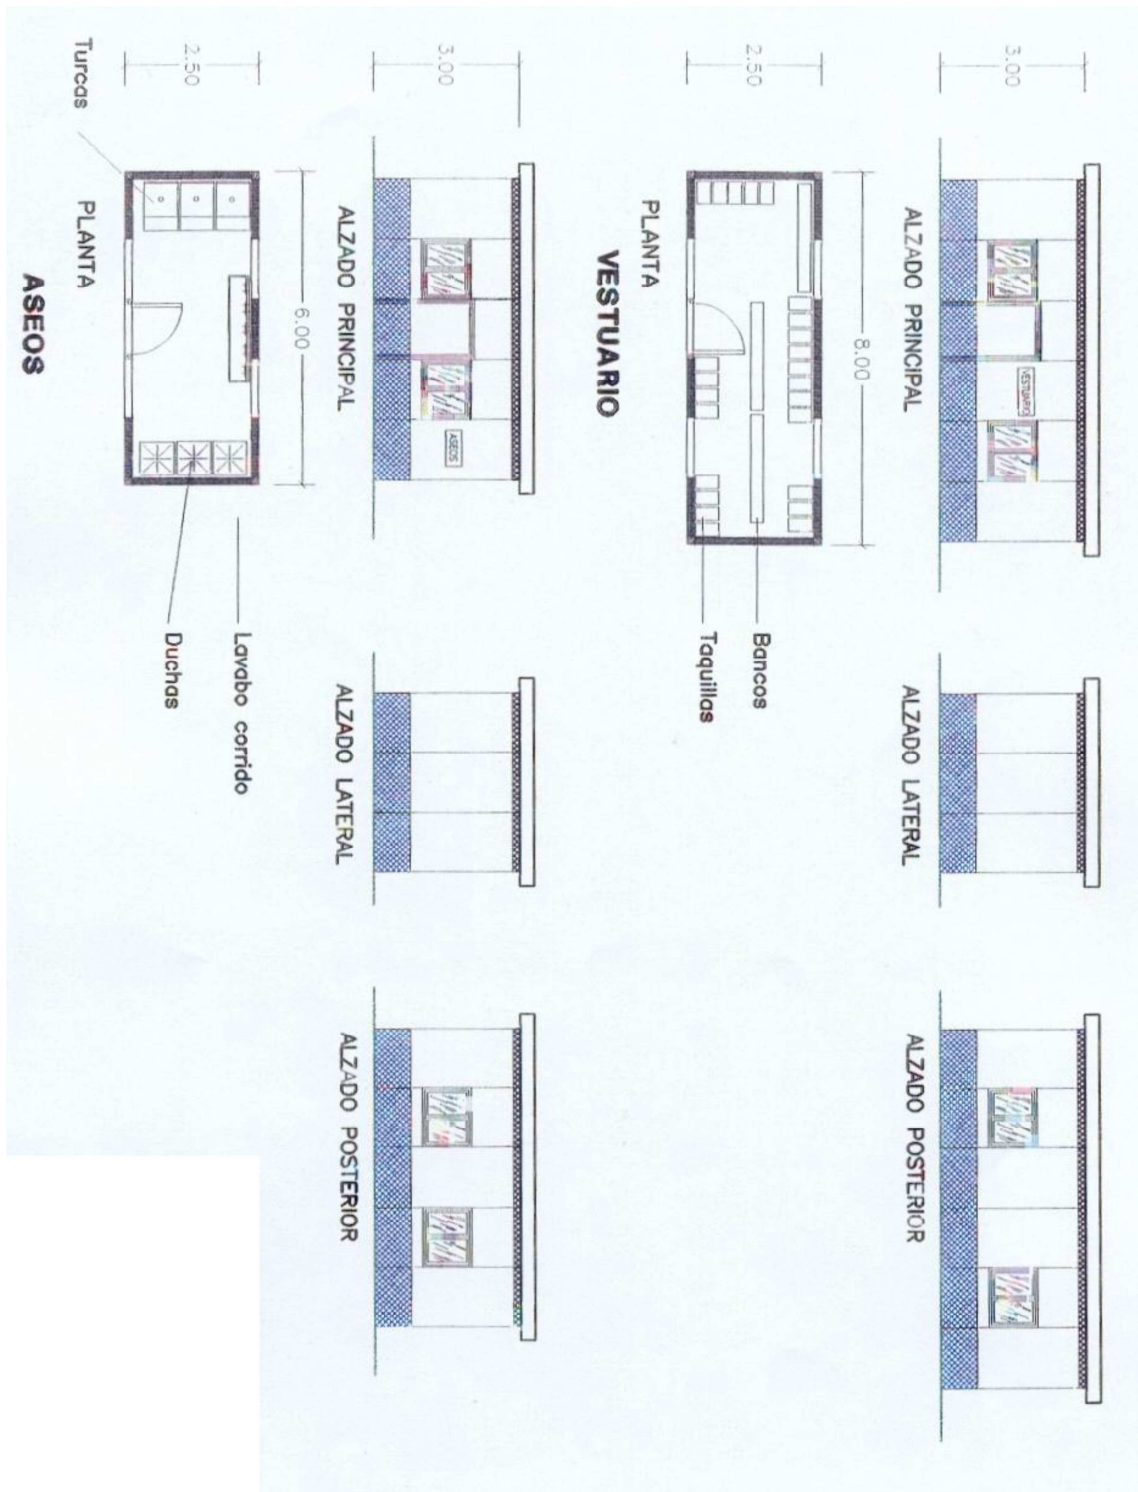 3.00
VESTUARIO
ALZADO PRINCIPAL
ALZADO LATERAL
ALZADO POSTERIOR
8.00
2.50
Bancos
Taquillas
PLANTA
VESTUARIO
3.00
ASEOS
ALZADO PRINCIPAL
ALZADO LATERAL
ALZADO POSTERIOR
6.00
2.50
Lavabo corrido
Duchas
Turcas
PLANTA
ASEOS